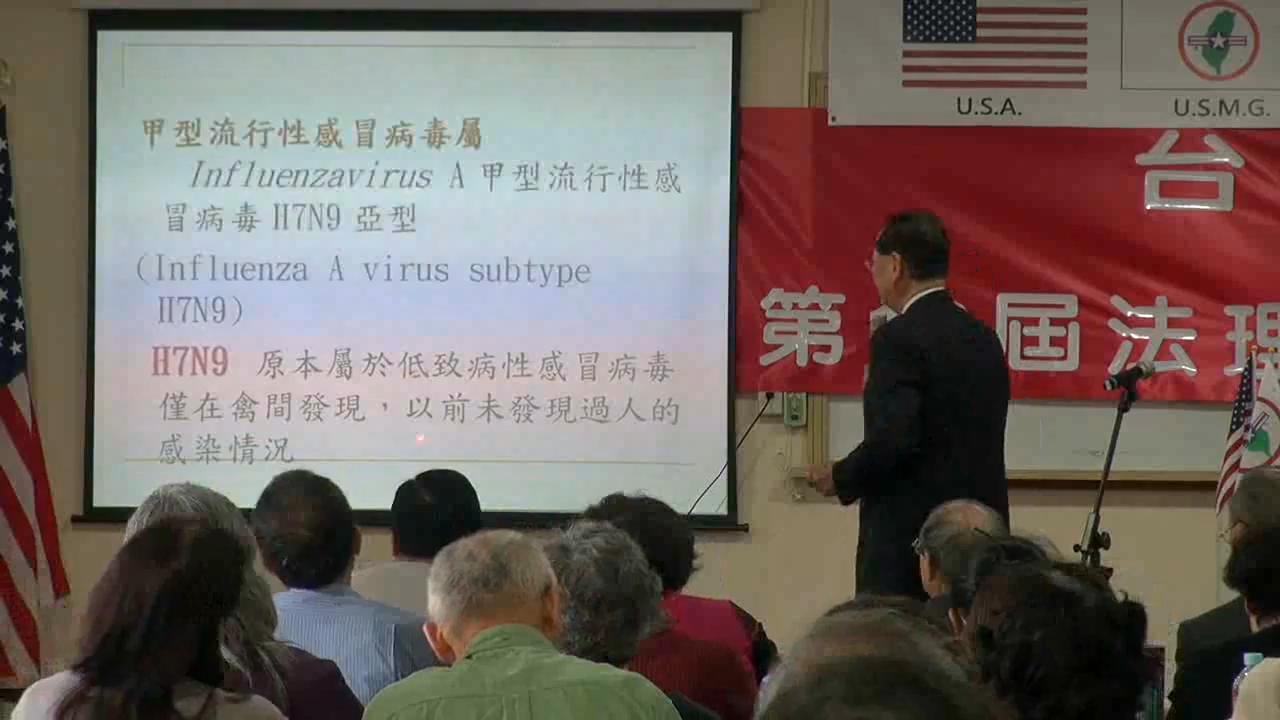 甲型流行性感冒病毒屬
Influenzavirus A 甲型流行性感
冒病毒 H7N9 亞型
(Influenza A virus subtype
H7N9)
H7N9 原本屬於低致病性感冒病毒
僅在禽間發現，以前未發現過人的
感染情況
U.S.A.
U.S.M.G.
台
第 屆法理